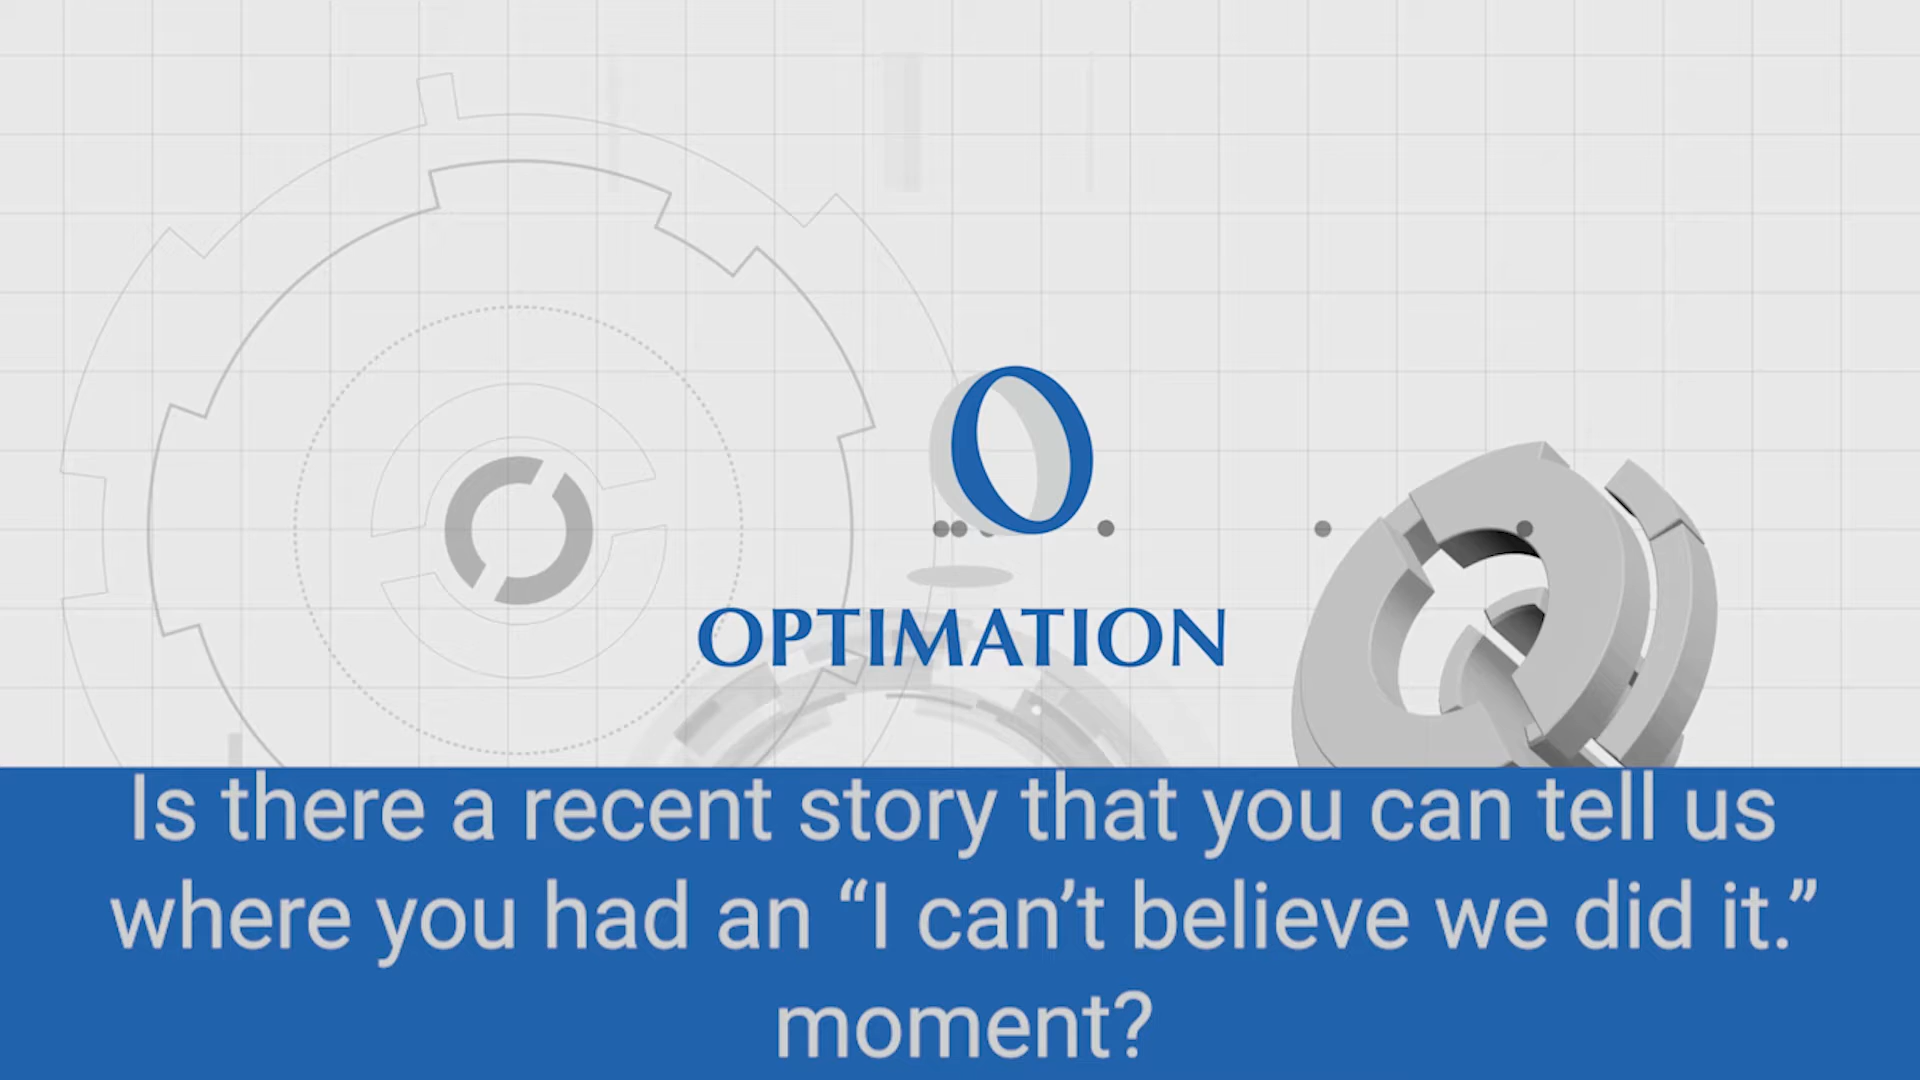 OPTIMATION
Is there a recent story that you can tell us
where you had an “I can’t believe we did it.”
moment?